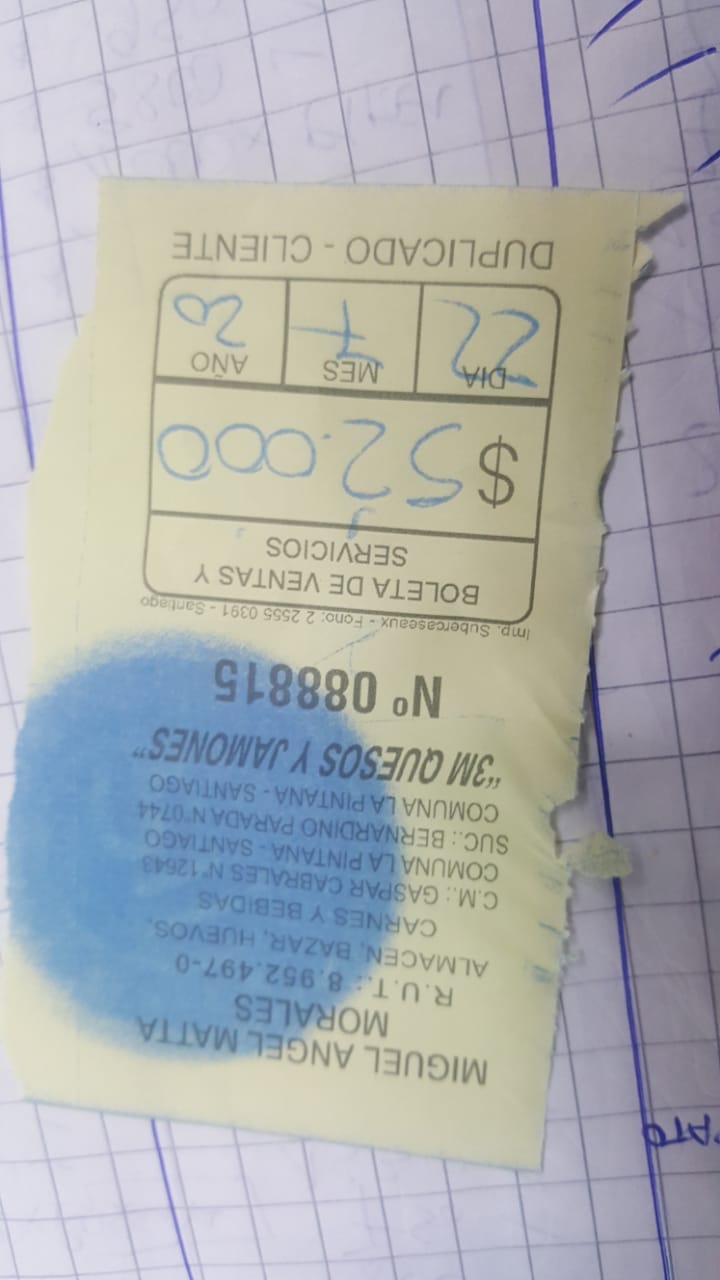 MIGUEL ANGEL MATTA
MORALES
R.U.T.: 8.952.497-0
ALMACEN, BAZAR, HUEVOS,
CARNES Y BEBIDAS
C.M.: GASPAR CABRALES N°12643
COMUNA LA PINTANA - SANTIAGO
SUC.: BERNARDINO PARADA N°0744
COMUNA LA PINTANA - SANTIAGO
"3M QUESOS Y JAMONES"
N° 088815
Imp. Subercaseaux - Fono: 2 2555 0391 - Santiago
BOLETA DE VENTAS Y
SERVICIOS
$ 52.000
DIA MES AÑO
22 7 20
DUPLICADO - CLIENTE